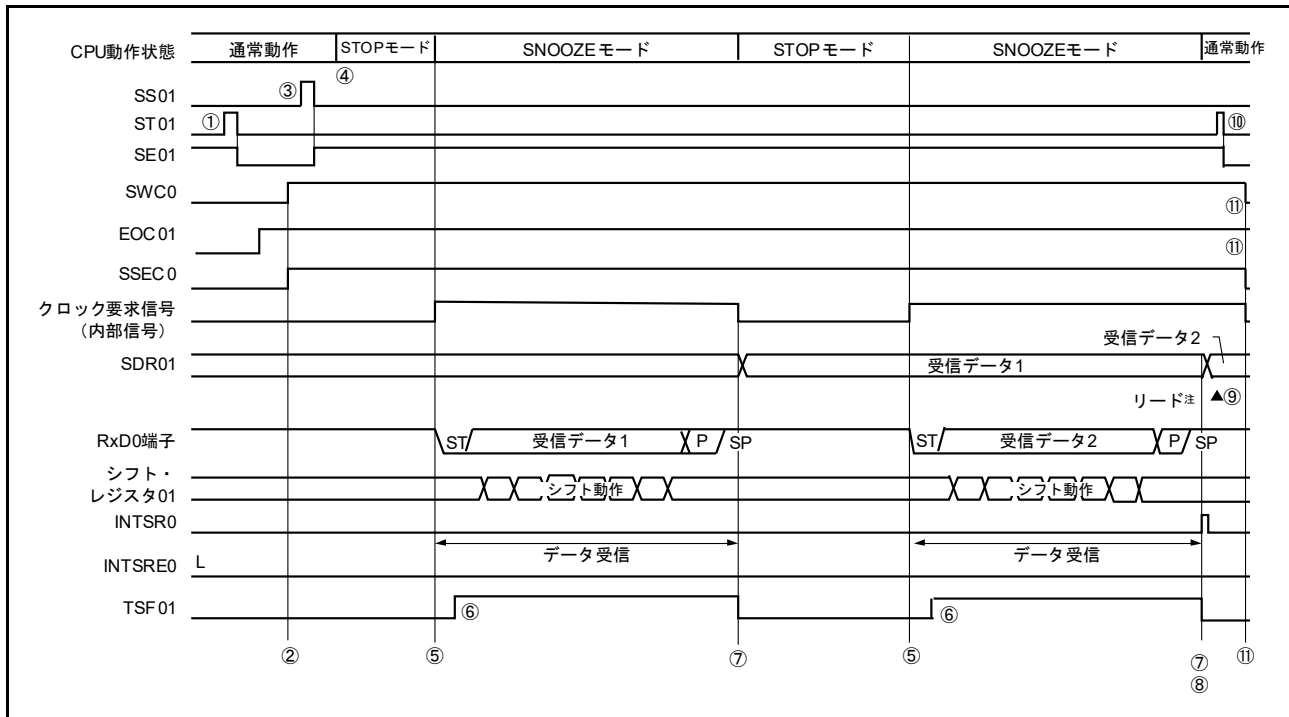 CPU動作状態 通常動作 STOPモード SNOOZEモード STOPモード SNOOZEモード 通常動作
④
SS01 ③
ST01 ① ⑩
SE01
SWC0 ⑪
EOC01 ⑪
SSEC0
クロック要求信号
（内部信号）
受信データ2
SDR01 受信データ1
リード注 ▲⑨
RxD0端子 ST 受信データ1 P SP ST 受信データ2 P SP
シフト・
レジスタ01 シフト動作 シフト動作
INTSR0
データ受信 データ受信
INTSRE0 L
TSF01 ⑥ ⑥
② ⑤ ⑦ ⑤ ⑦ ⑪
⑧